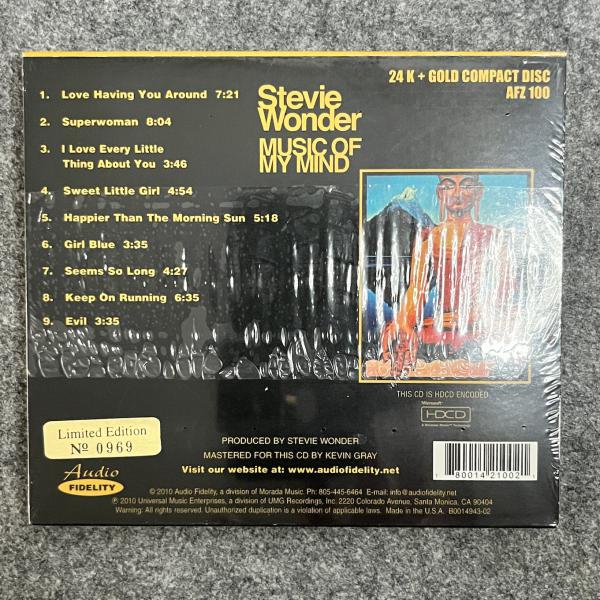 24 K + GOLD COMPACT DISC
AFZ 100
Stevie
Wonder
MUSIC OF
MY MIND
1. Love Having You Around 7:21
2. Superwoman 8:04
3. I Love Every Little
Thing About You 3:46
4. Sweet Little Girl 4:54
5. Happier Than The Morning Sun 5:18
6. Girl Blue 3:35
7. Seems So Long 4:27
8. Keep On Running 6:35
9. Evil 3:35
THIS CD IS HDCD ENCODED
Microsoft
HDCD
A Windows Media Technology
Limited Edition
Nº 0969
Audio
FIDELITY
PRODUCED BY STEVIE WONDER
MASTERED FOR THIS CD BY KEVIN GRAY
Visit our website at: www.audiofidelity.net
1 80014 21002
© 2010 Audio Fidelity, a division of Morada Music. Ph: 805-445-6464 E-mail: info@audiofidelity.net
℗ 2010 Universal Music Enterprises, a division of UMG Recordings, Inc. 2220 Colorado Avenue, Santa Monica, CA 90404
Warning: All rights reserved. Unauthorized duplication is a violation of applicable laws. Made in the U.S.A. B0014943-02